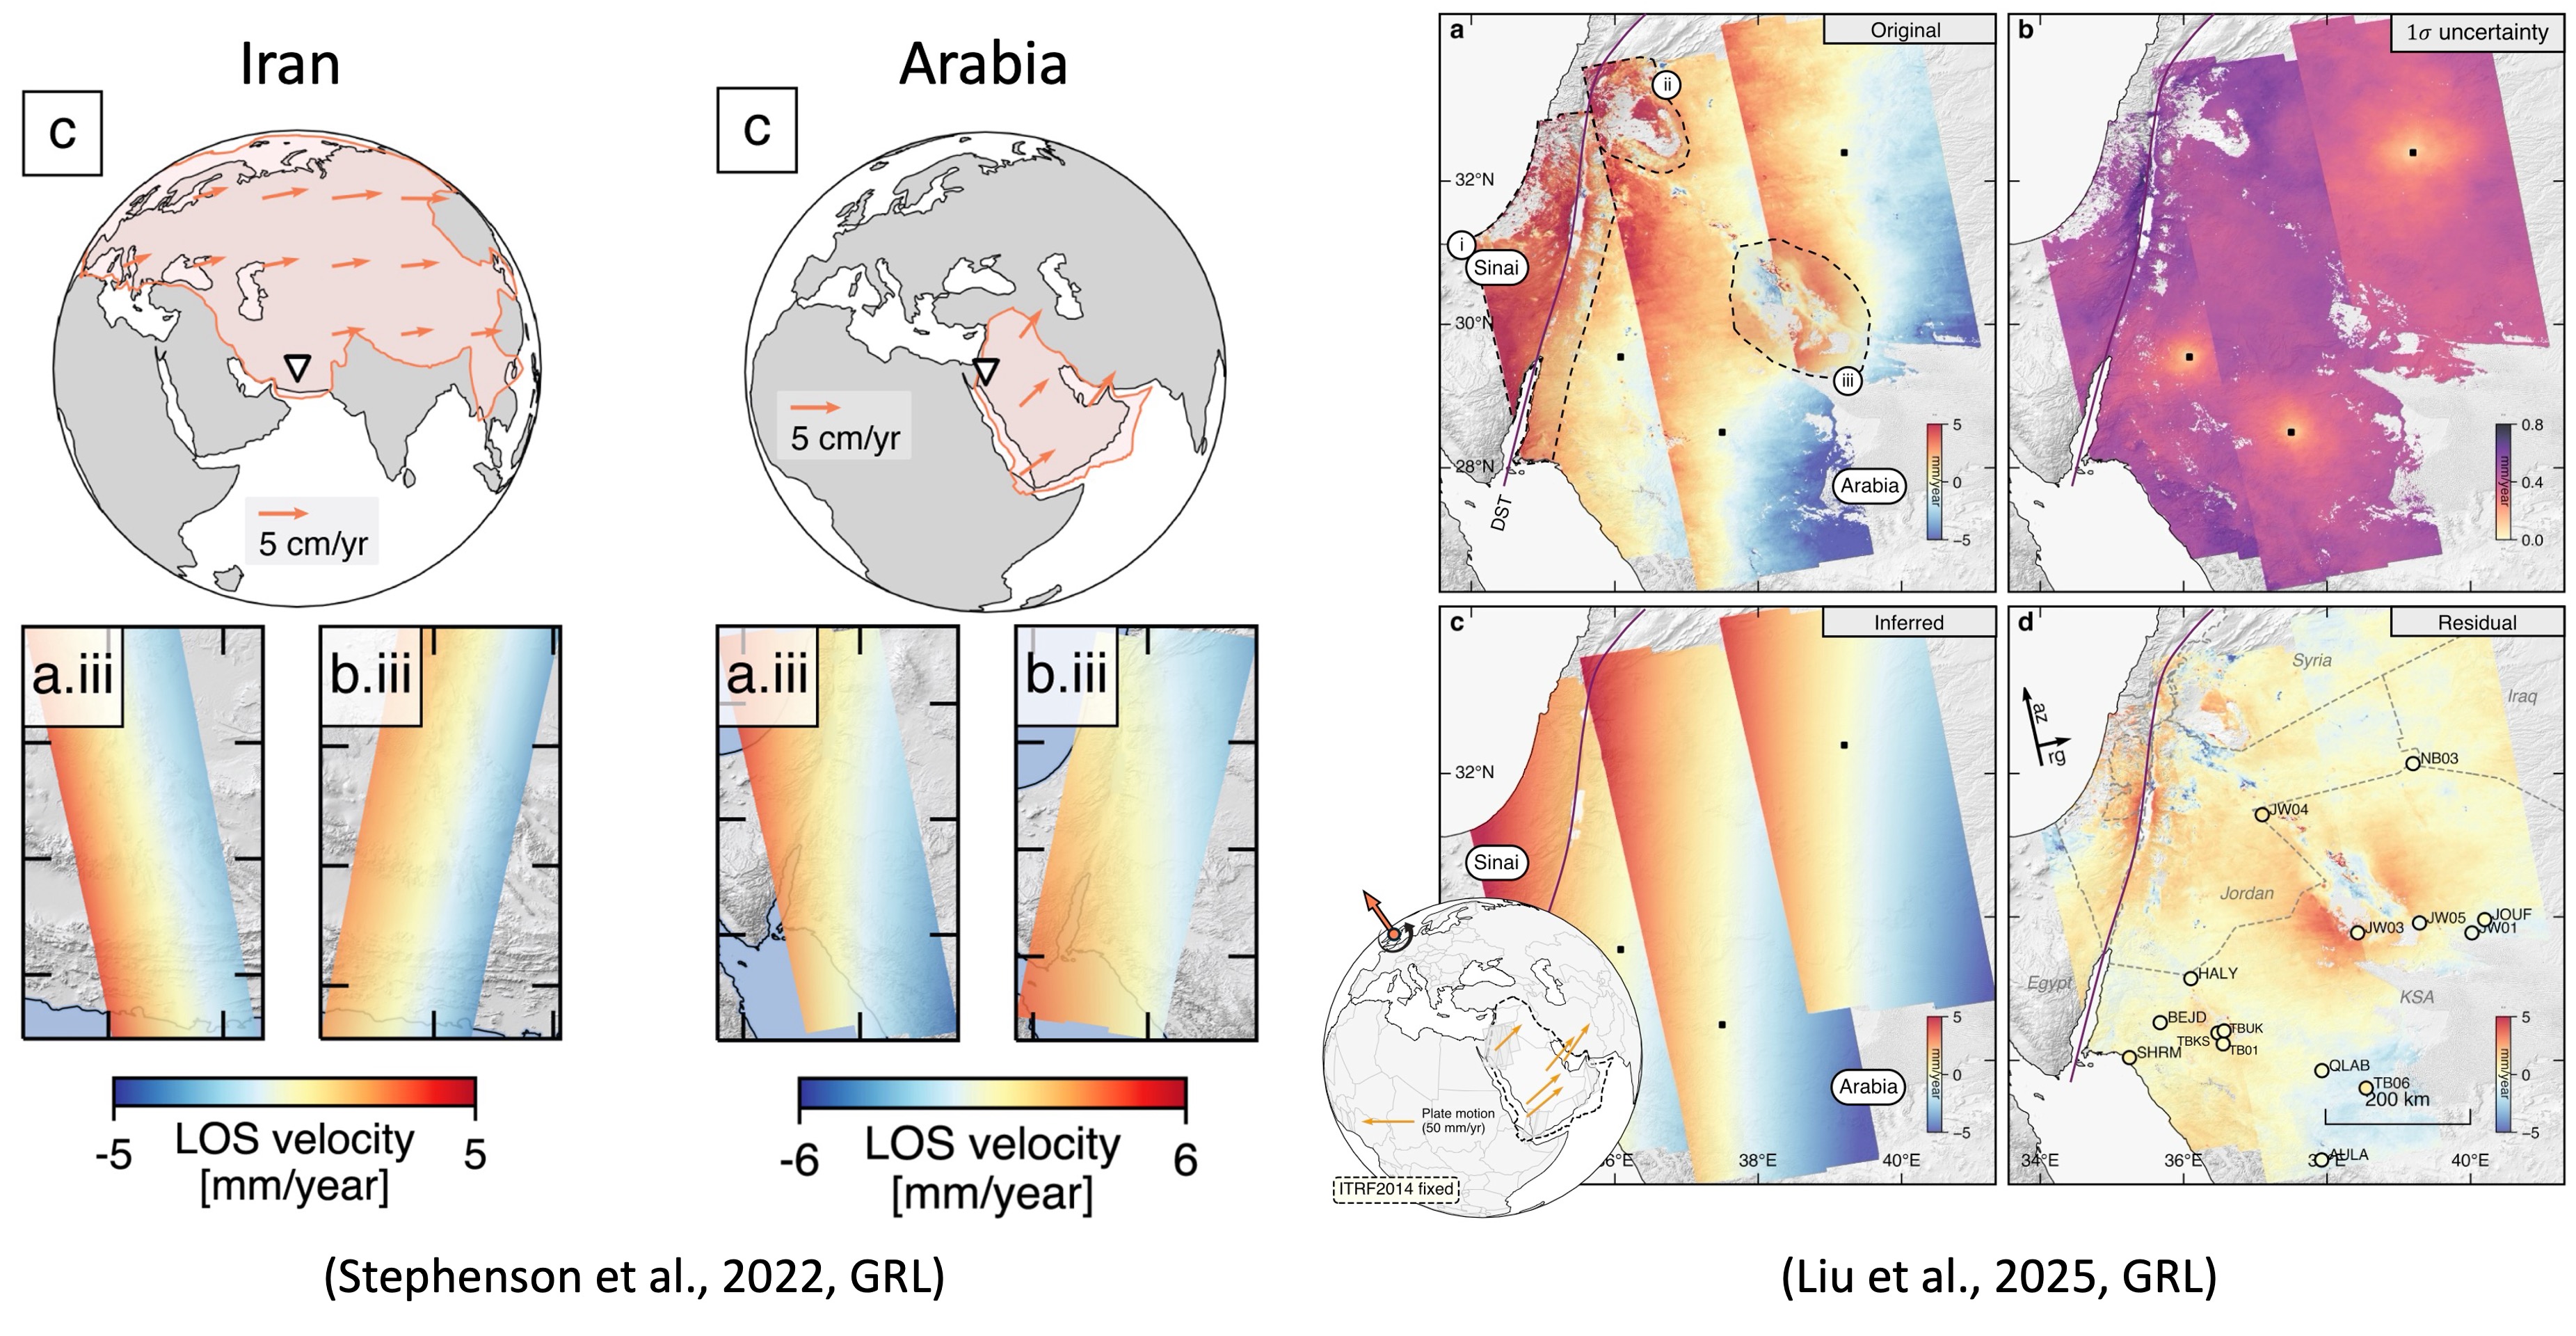 Iran
c
5 cm/yr
a.iii
b.iii
-5
LOS velocity
5
[mm/year]
Arabia
c
5 cm/yr
a.iii
b.iii
-6
LOS velocity
6
[mm/year]
(Stephenson et al., 2022, GRL)
a
Original
ii
32°N
i
Sinai
30°N
iii
28°N
Arabia
DST
5
0
-5
mm/year
b
1σ uncertainty
0.8
0.4
0.0
mm/year
c
Inferred
32°N
Sinai
Arabia
5
0
-5
mm/year
6°E
38°E
40°E
Plate motion
(50 mm/yr)
ITRF2014 fixed
d
Residual
Syria
Iraq
az
rg
NB03
JW04
Jordan
JW05
JOUF
JW03
JW01
HALY
Egypt
KSA
BEJD
TBUK
TBKS
TB01
SHRM
QLAB
TB06
200 km
AULA
5
0
-5
mm/year
34°E
36°E
40°E
(Liu et al., 2025, GRL)